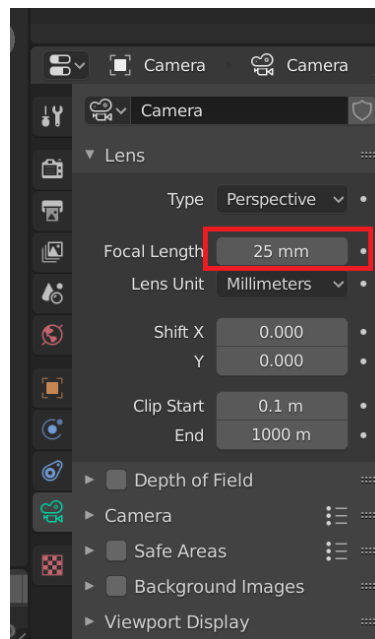 Camera Camera
Camera
Lens
Type Perspective
Focal Length 25 mm
Lens Unit Millimeters
Shift X 0.000
Y 0.000
Clip Start 0.1 m
End 1000 m
Depth of Field
Camera
Safe Areas
Background Images
Viewport Display